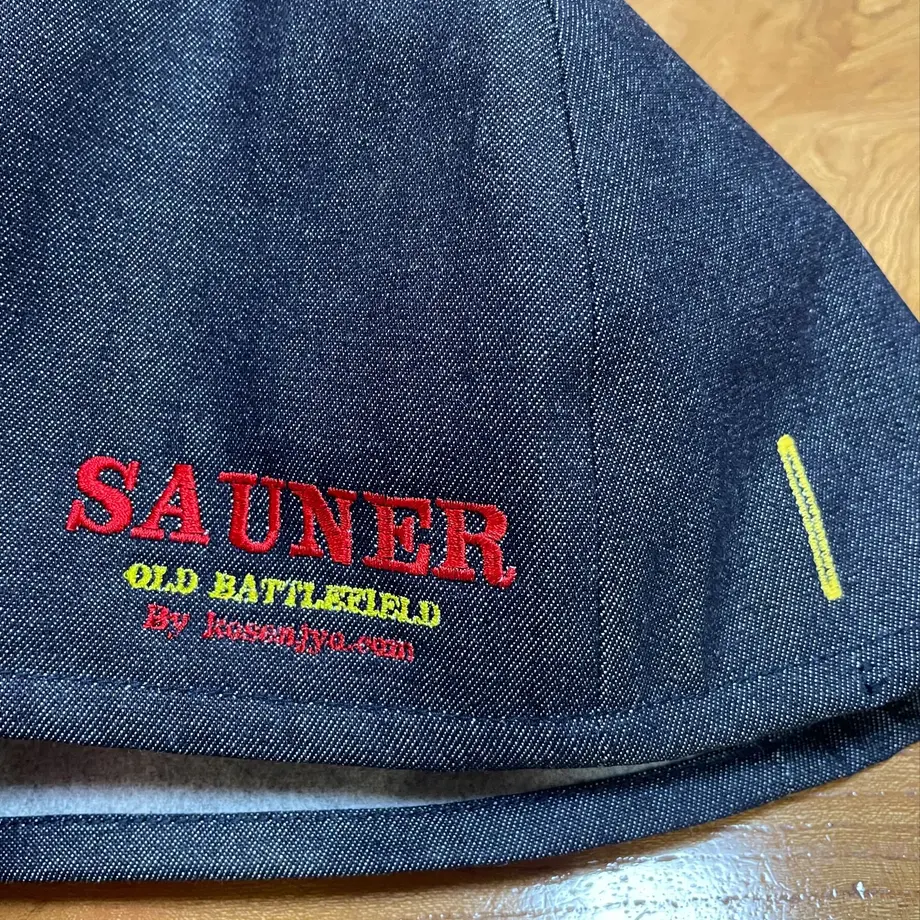 SAUNER
OLD BATTLEFIELD
By kosenjyo.com